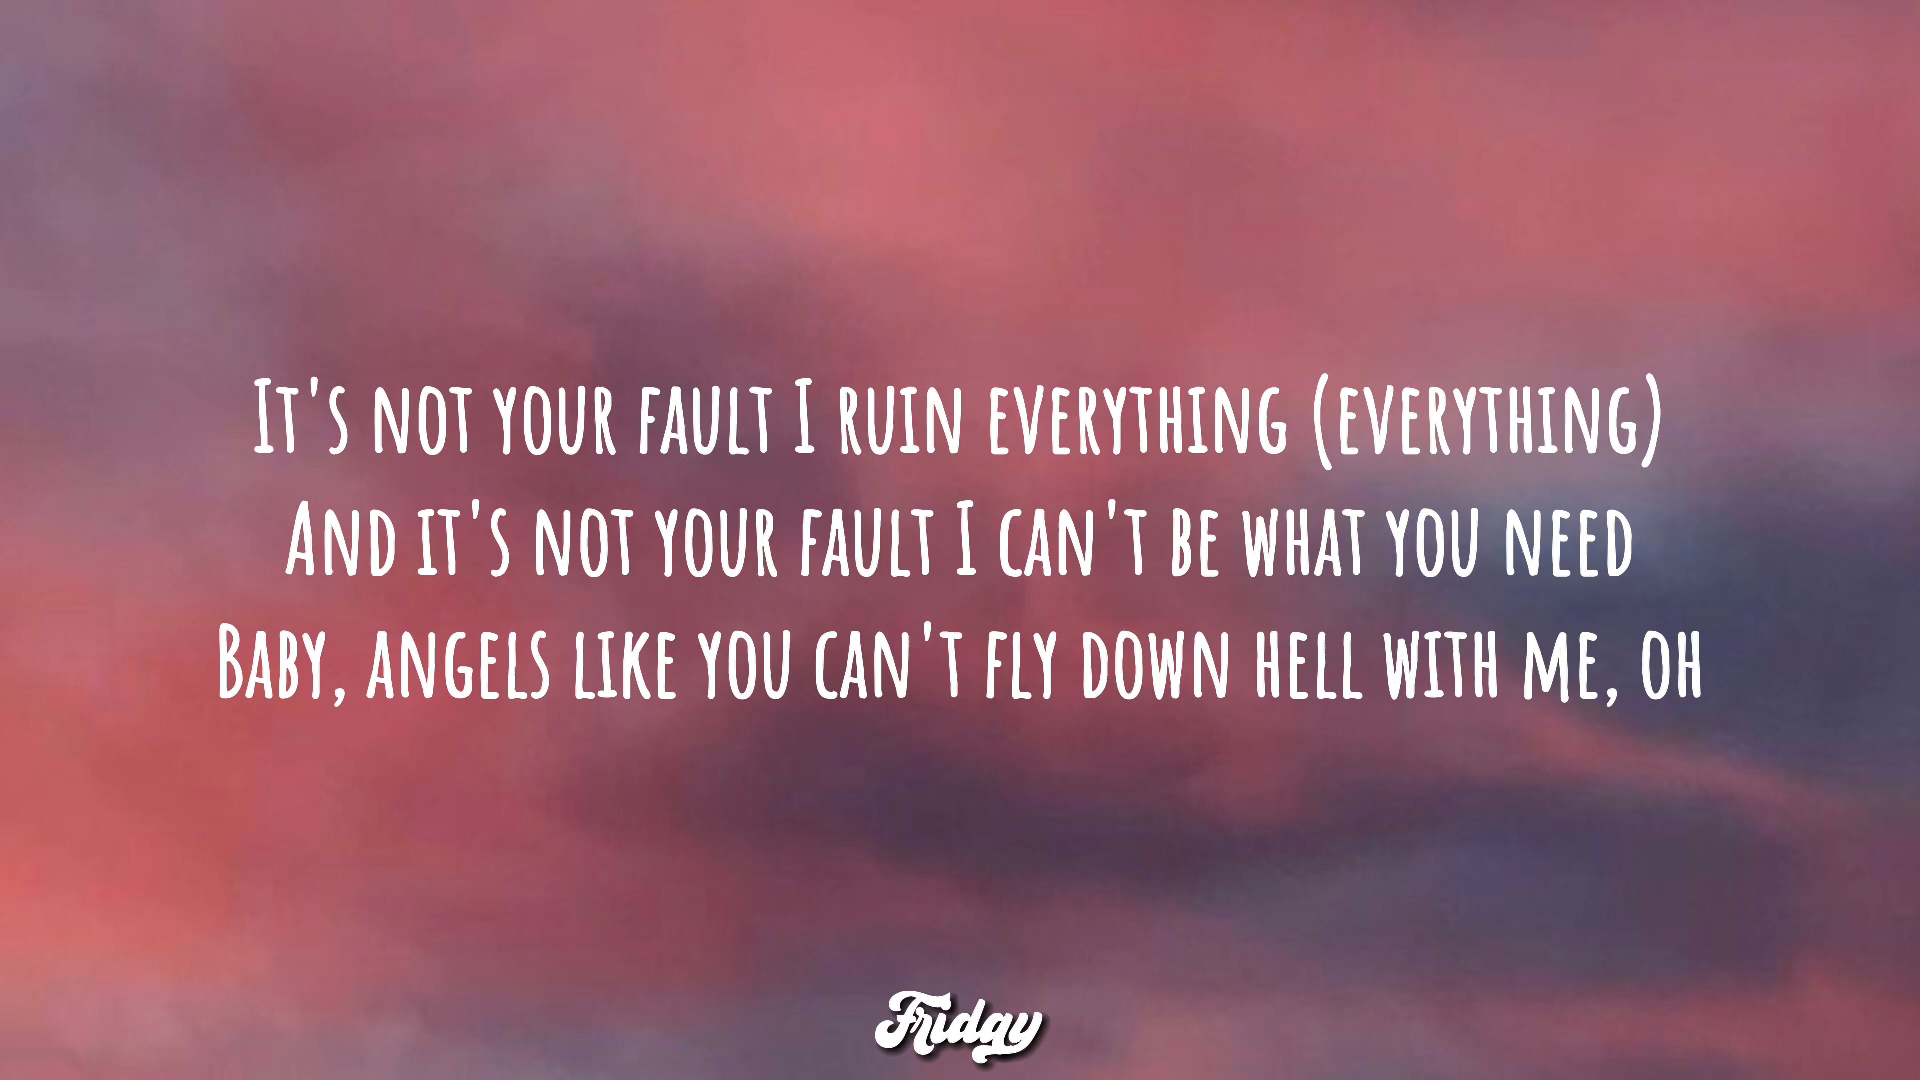 It's not your fault I ruin everything (everything)
And it's not your fault I can't be what you need
Baby, angels like you can't fly down hell with me, oh
Friday